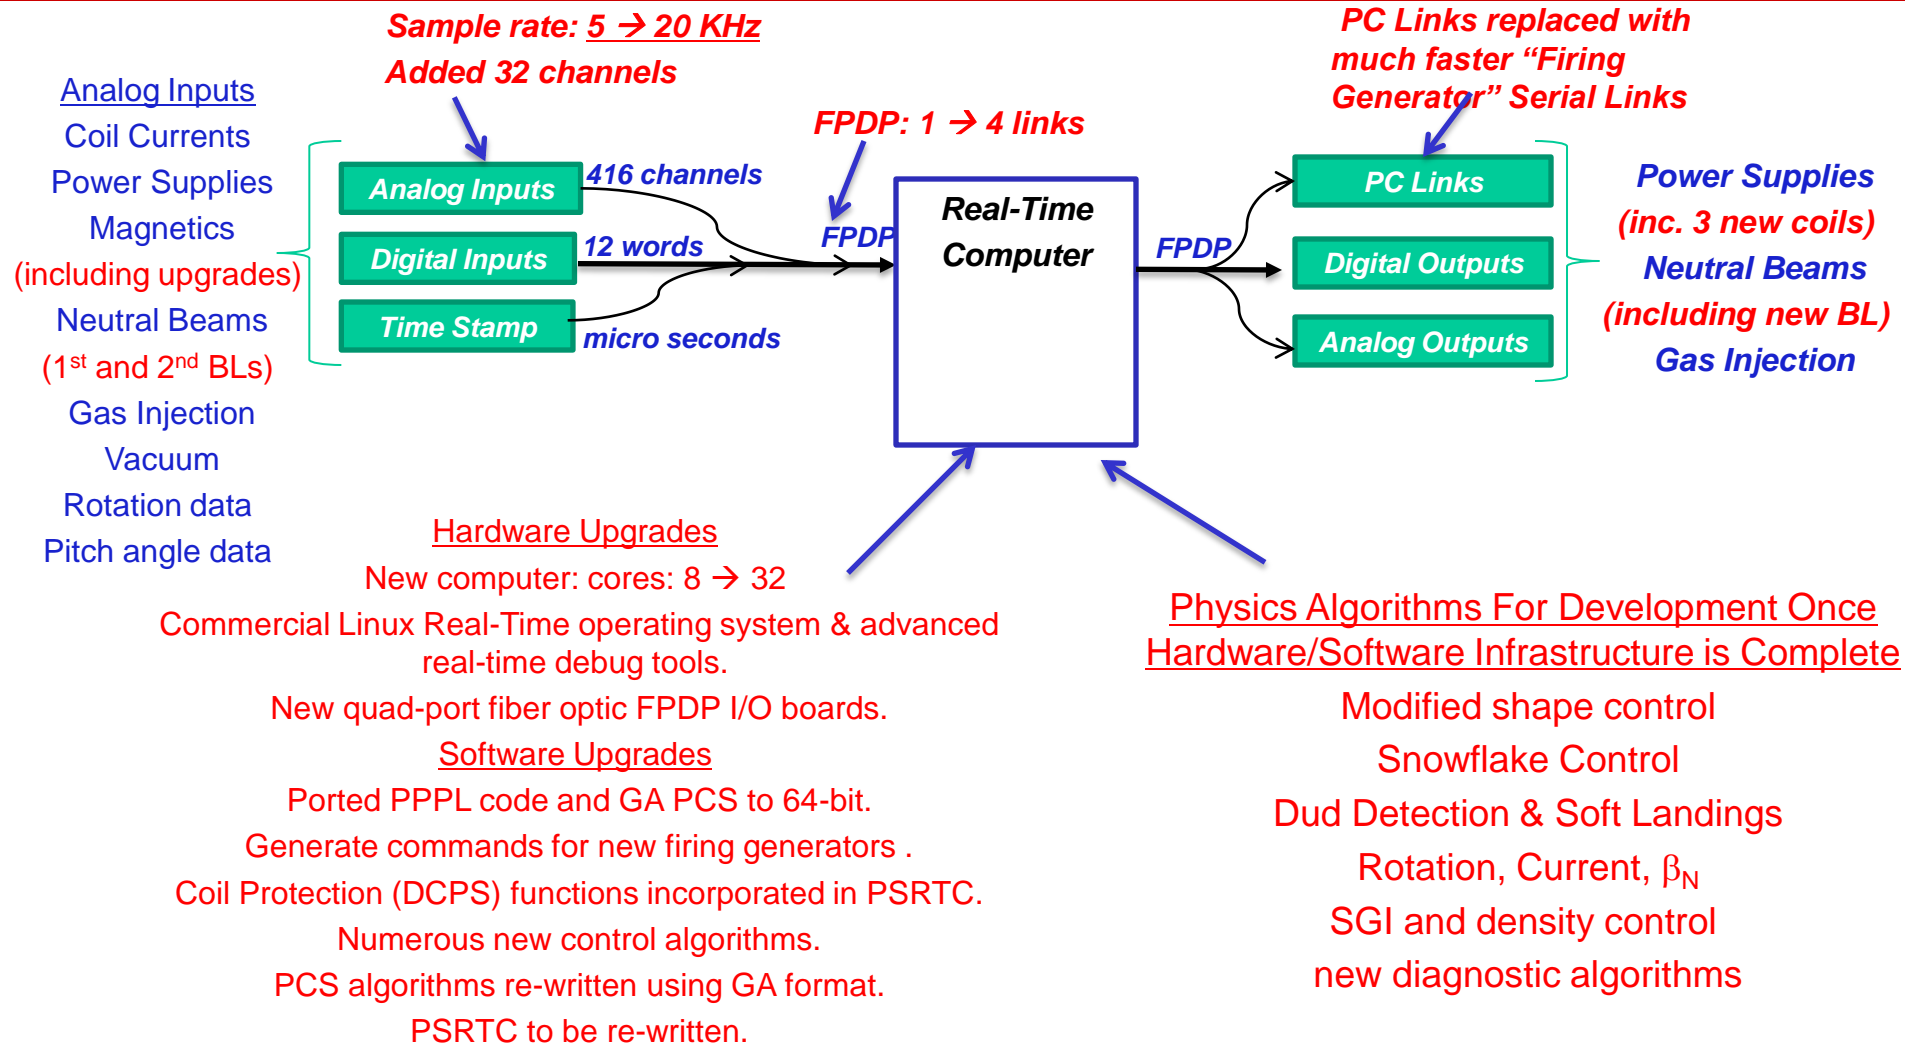 Sample rate: 5 → 20 KHz
Added 32 channels
PC Links replaced with
much faster “Firing
Generator” Serial Links
FPDP: 1 → 4 links
Analog Inputs
Coil Currents
Power Supplies
Magnetics
(including upgrades)
Neutral Beams
(1st and 2nd BLs)
Gas Injection
Vacuum
Rotation data
Pitch angle data
Analog Inputs
416 channels
Digital Inputs
12 words
Time Stamp
micro seconds
FPDP
Real-Time
Computer
FPDP
PC Links
Digital Outputs
Analog Outputs
Power Supplies
(inc. 3 new coils)
Neutral Beams
(including new BL)
Gas Injection
Hardware Upgrades
New computer: cores: 8 → 32
Commercial Linux Real-Time operating system & advanced
real-time debug tools.
New quad-port fiber optic FPDP I/O boards.
Software Upgrades
Ported PPPL code and GA PCS to 64-bit.
Generate commands for new firing generators .
Coil Protection (DCPS) functions incorporated in PSRTC.
Numerous new control algorithms.
PCS algorithms re-written using GA format.
PSRTC to be re-written.
Physics Algorithms For Development Once
Hardware/Software Infrastructure is Complete
Modified shape control
Snowflake Control
Dud Detection & Soft Landings
Rotation, Current, βN
SGI and density control
new diagnostic algorithms